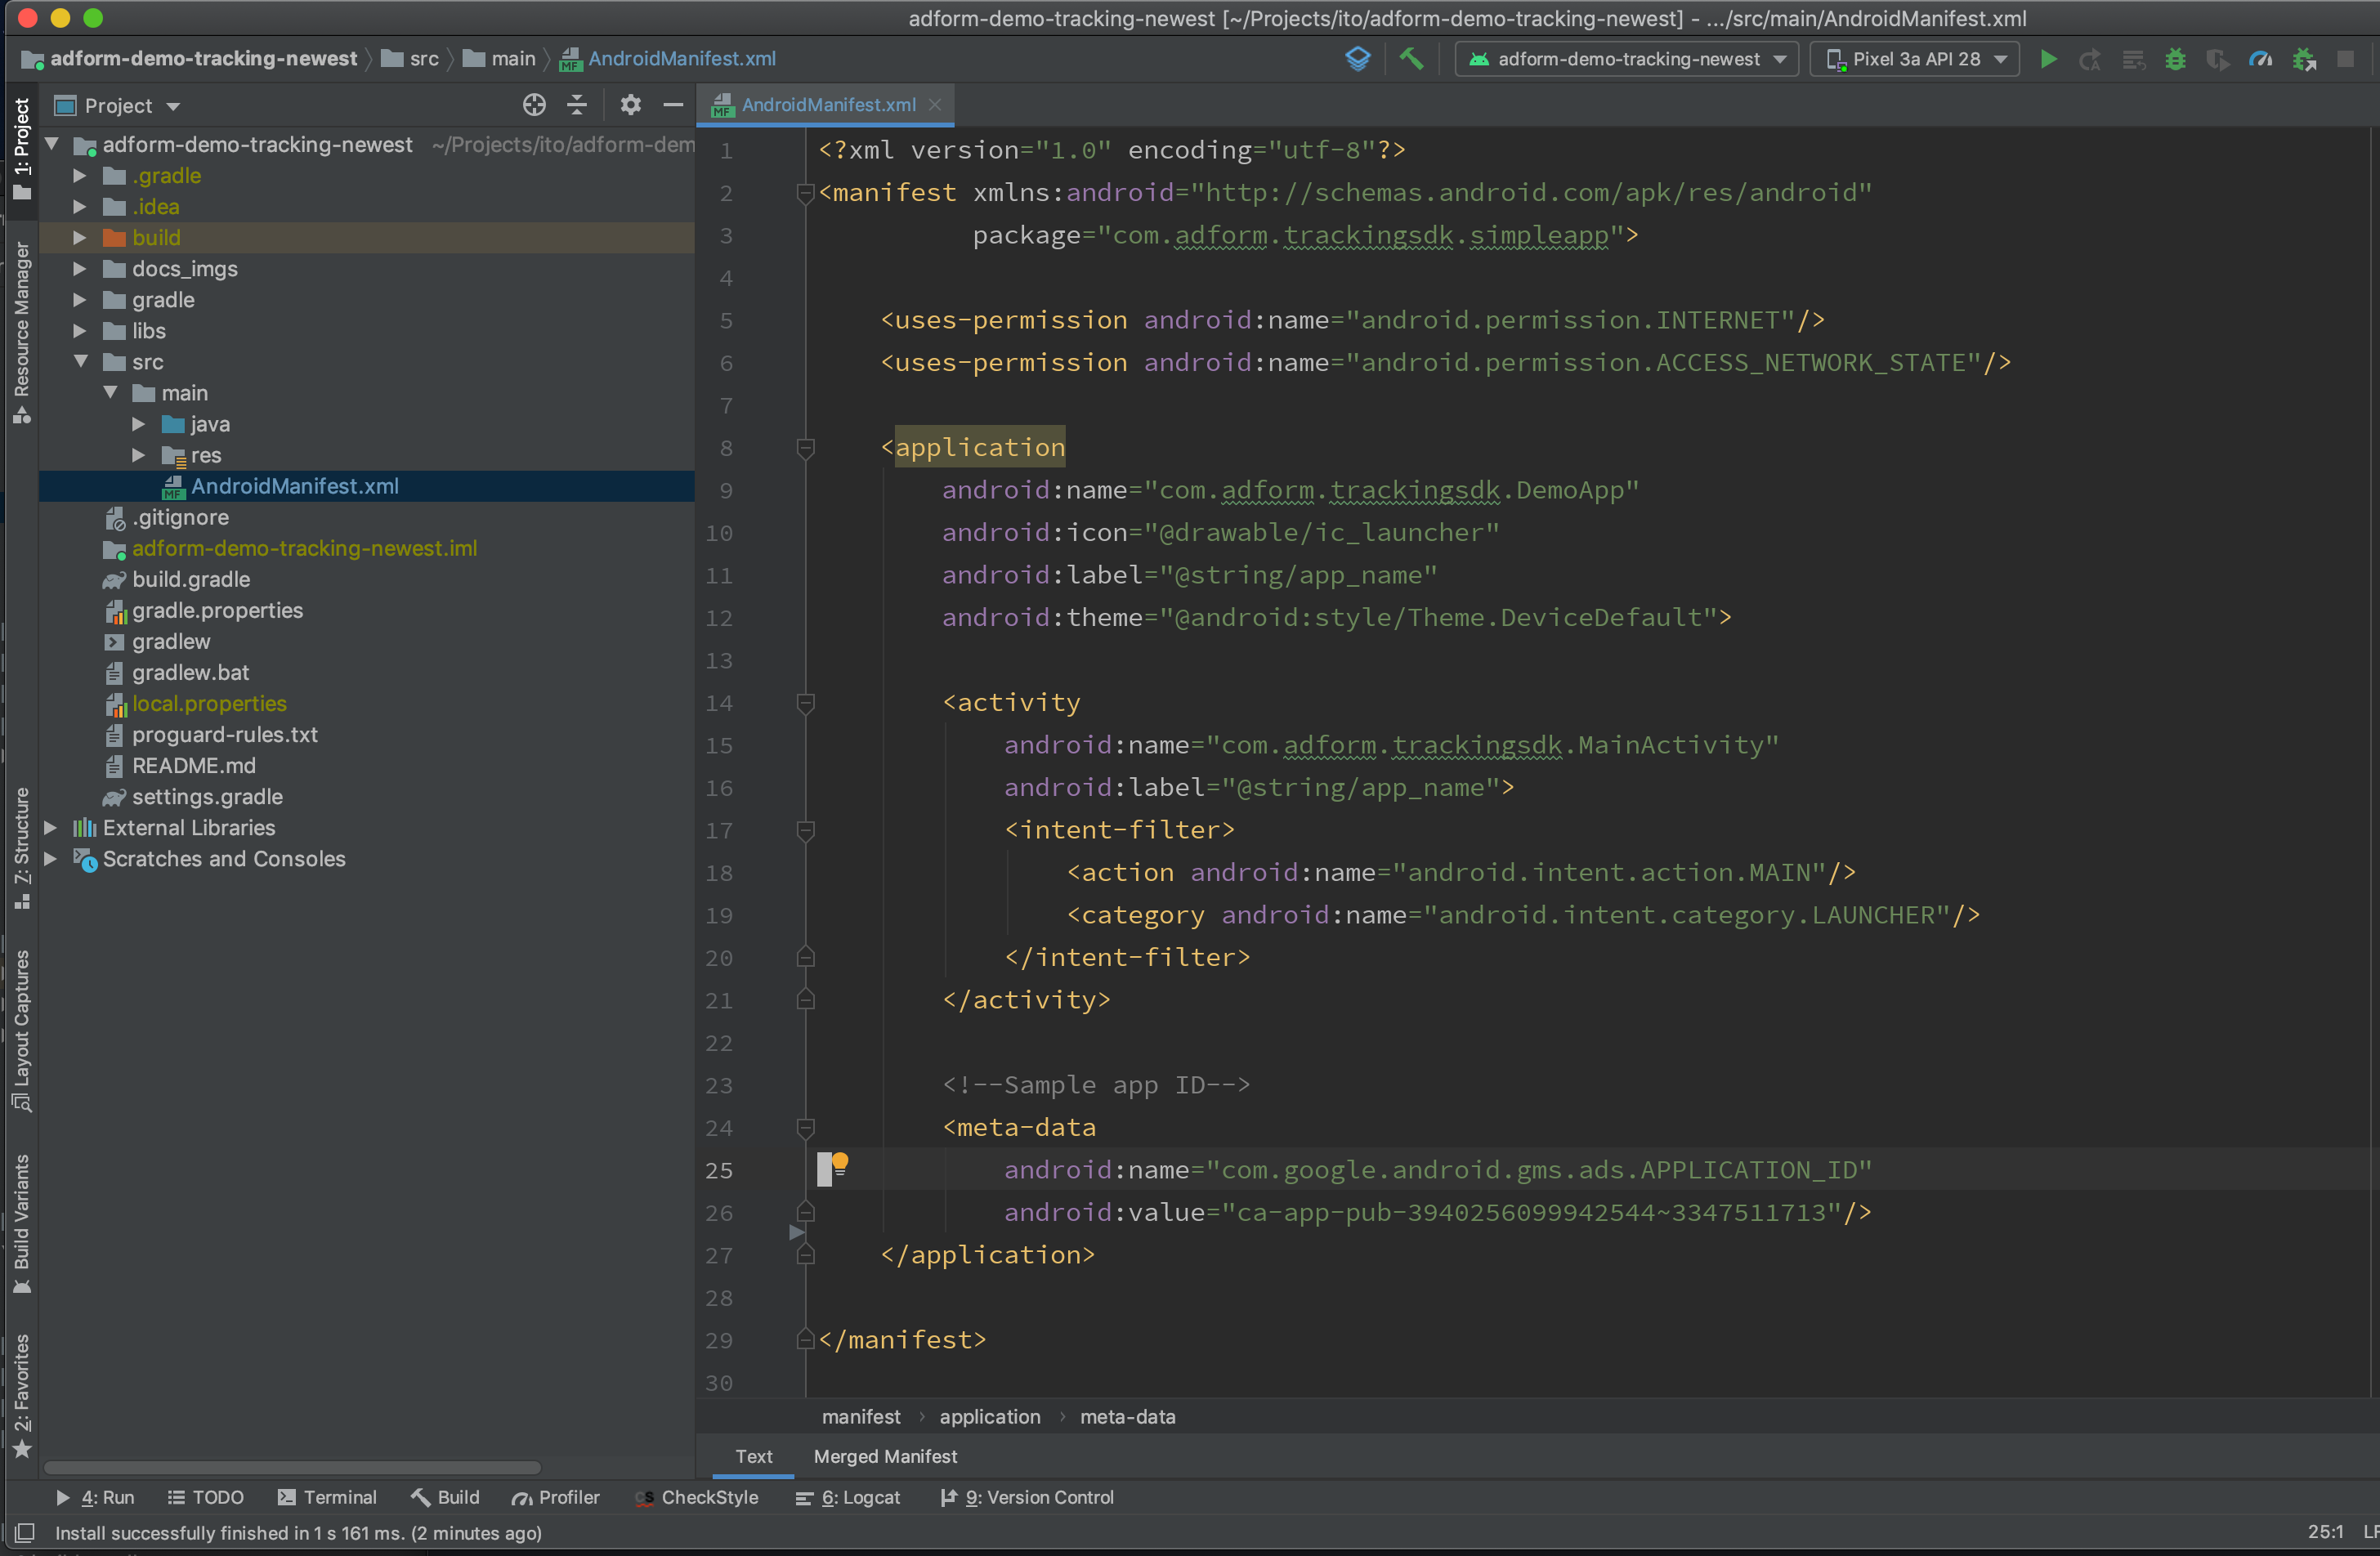 adform-demo-tracking-newest [~/Projects/ito/adform-demo-tracking-newest] - .../src/main/AndroidManifest.xml
adform-demo-tracking-newest src main AndroidManifest.xml adform-demo-tracking-newest Pixel 3a API 28
Project
AndroidManifest.xml
1: Project
Resource Manager
Z: Structure
Layout Captures
Build Variants
2: Favorites
adform-demo-tracking-newest ~/Projects/ito/adform-dem
.gradle
.idea
build
docs_imgs
gradle
libs
src
main
java
res
AndroidManifest.xml
.gitignore
adform-demo-tracking-newest.iml
build.gradle
gradle.properties
gradlew
gradlew.bat
local.properties
proguard-rules.txt
README.md
settings.gradle
External Libraries
Scratches and Consoles
1 <?xml version="1.0" encoding="utf-8"?>
2 <manifest xmlns:android="http://schemas.android.com/apk/res/android"
3 package="com.adform.trackingsdk.simpleapp">
4
5 <uses-permission android:name="android.permission.INTERNET"/>
6 <uses-permission android:name="android.permission.ACCESS_NETWORK_STATE"/>
7
8 <application
9 android:name="com.adform.trackingsdk.DemoApp"
10 android:icon="@drawable/ic_launcher"
11 android:label="@string/app_name"
12 android:theme="@android:style/Theme.DeviceDefault">
13
14 <activity
15 android:name="com.adform.trackingsdk.MainActivity"
16 android:label="@string/app_name">
17 <intent-filter>
18 <action android:name="android.intent.action.MAIN"/>
19 <category android:name="android.intent.category.LAUNCHER"/>
20 </intent-filter>
21 </activity>
22
23 <!--Sample app ID-->
24 <meta-data
25 android:name="com.google.android.gms.ads.APPLICATION_ID"
26 android:value="ca-app-pub-3940256099942544~3347511713"/>
27 </application>
28
29 </manifest>
30
manifest › application › meta-data
Text Merged Manifest
4: Run TODO Terminal Build Profiler CheckStyle 6: Logcat 9: Version Control
Install successfully finished in 1 s 161 ms. (2 minutes ago) 25:1 LF